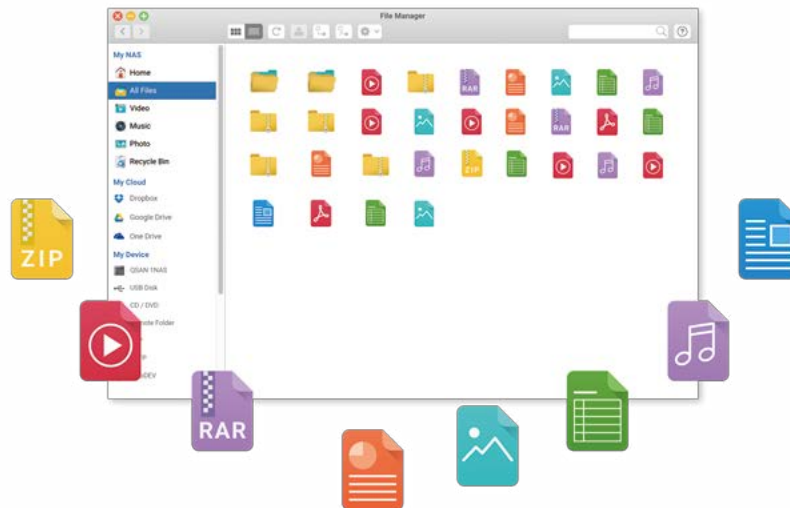 File Manager
My NAS
Home
All Files
RAR
Video
RAR
Music
Photo
Recycle Bin
ZIP
My Cloud
Dropbox
Google Drive
One Drive
ZIP
My Device
QSAN 1NAS
USB Disk
CD / DVD
Folder
RAR